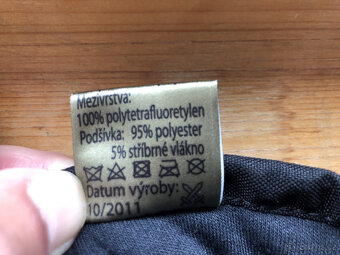 Mezivrstva:
100% polytetrafluoretylen
Podšívka: 95% polyester
5% stříbrné vlákno
Datum výroby:
10/2011